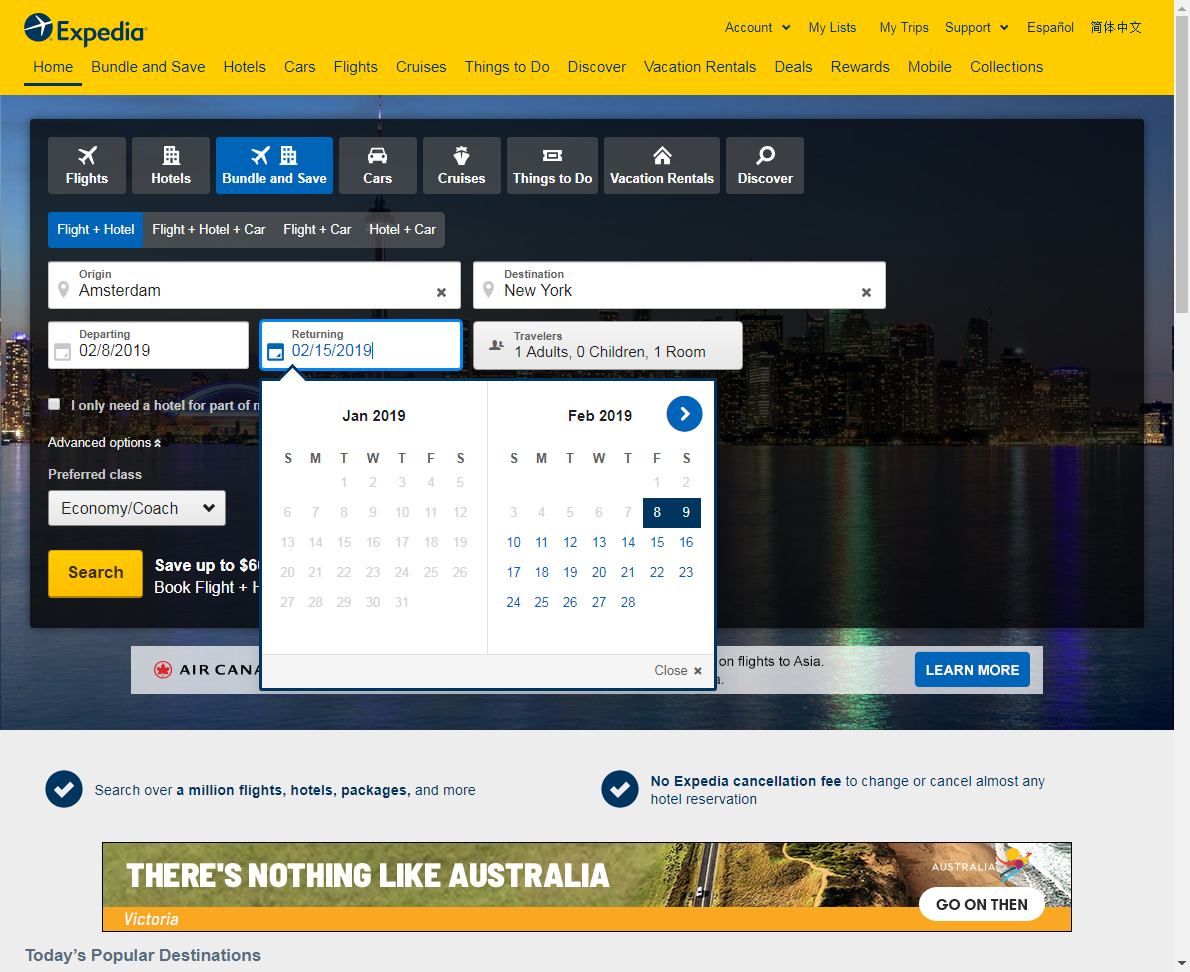 Expedia
Account My Lists My Trips Support Español 简体中文
Home Bundle and Save Hotels Cars Flights Cruises Things to Do Discover Vacation Rentals Deals Rewards Mobile Collections
Flights Hotels Bundle and Save Cars Cruises Things to Do Vacation Rentals Discover
Flight + Hotel Flight + Hotel + Car Flight + Car Hotel + Car
Origin
Amsterdam
Destination
New York
Departing
02/8/2019
Returning
02/15/2019
Travelers
1 Adults, 0 Children, 1 Room
I only need a hotel for part of
Advanced options
Preferred class
Economy/Coach
Search
Save up to
Book Flight +
Jan 2019
S M T W T F S
1 2 3 4 5
6 7 8 9 10 11 12
13 14 15 16 17 18 19
20 21 22 23 24 25 26
27 28 29 30 31
Feb 2019
S M T W T F S
1 2
3 4 5 6 7 8 9
10 11 12 13 14 15 16
17 18 19 20 21 22 23
24 25 26 27 28
Close
AIR CANA
on flights to Asia.
LEARN MORE
Search over a million flights, hotels, packages, and more
No Expedia cancellation fee to change or cancel almost any
hotel reservation
THERE'S NOTHING LIKE AUSTRALIA
Victoria
AUSTRALIA
GO ON THEN
Today's Popular Destinations